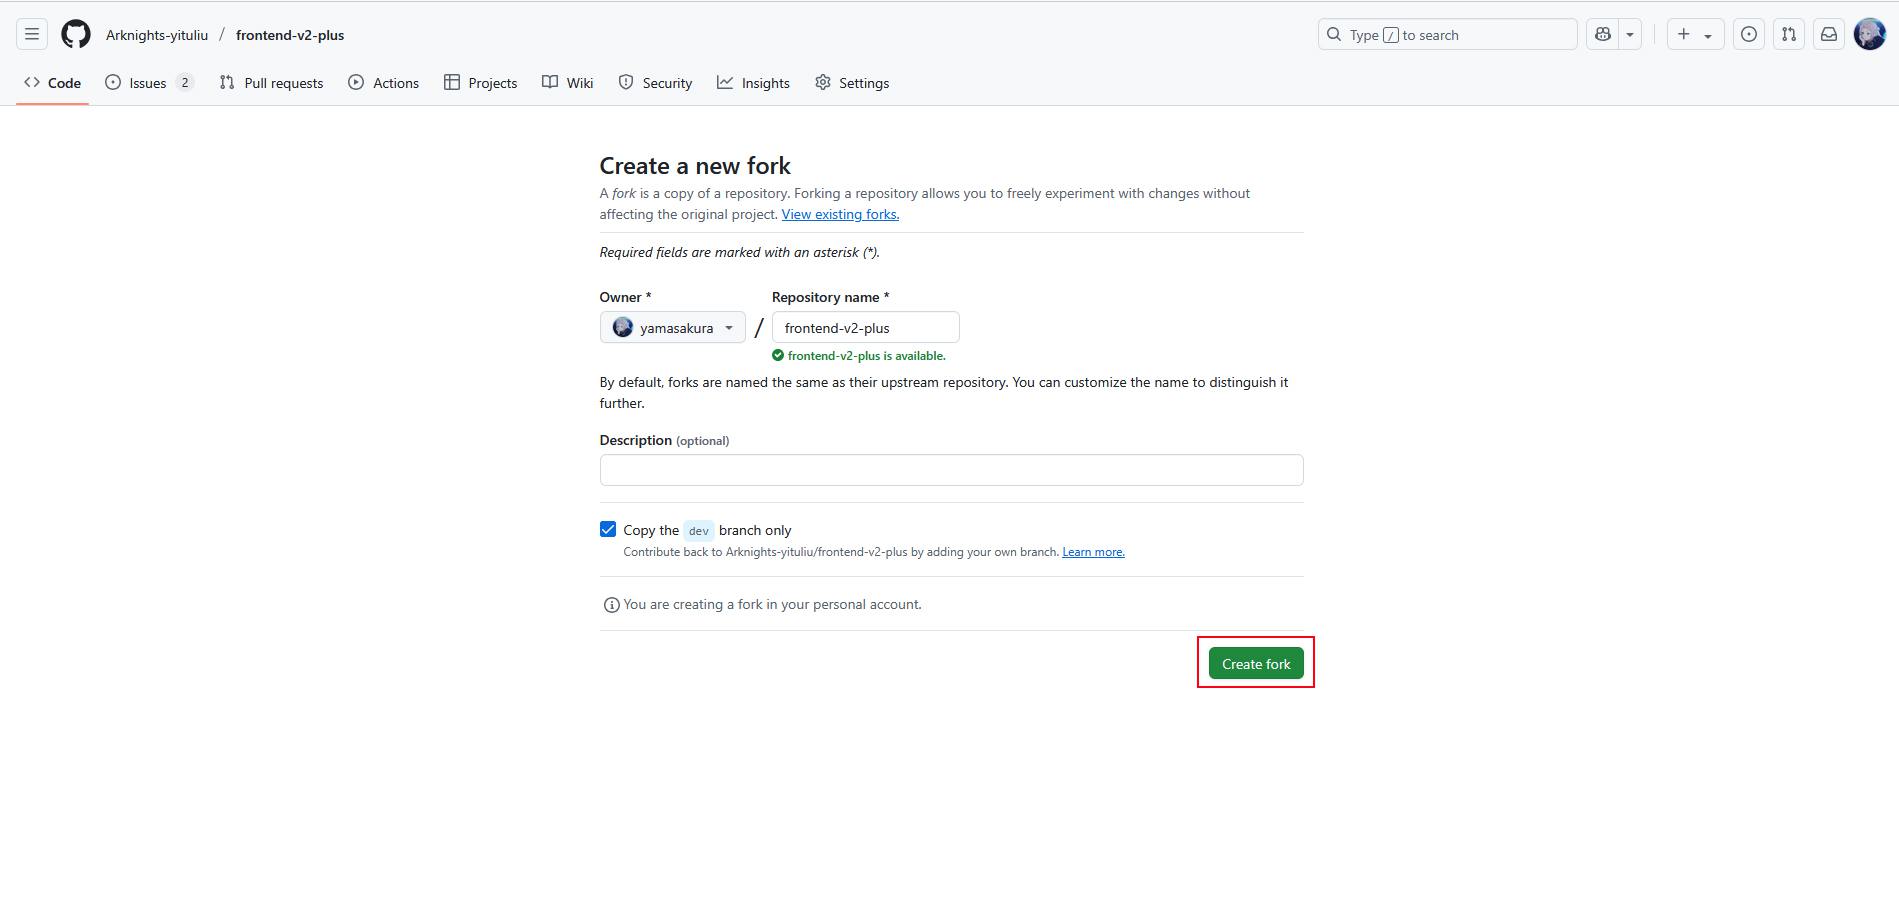 Arknights-yituliu / frontend-v2-plus
Type / to search
Code
Issues 2
Pull requests
Actions
Projects
Wiki
Security
Insights
Settings
Create a new fork
A fork is a copy of a repository. Forking a repository allows you to freely experiment with changes without
affecting the original project. View existing forks.
Required fields are marked with an asterisk (*).
Owner *
Repository name *
yamasakura / frontend-v2-plus
frontend-v2-plus is available.
By default, forks are named the same as their upstream repository. You can customize the name to distinguish it
further.
Description (optional)
Copy the dev branch only
Contribute back to Arknights-yituliu/frontend-v2-plus by adding your own branch. Learn more.
You are creating a fork in your personal account.
Create fork